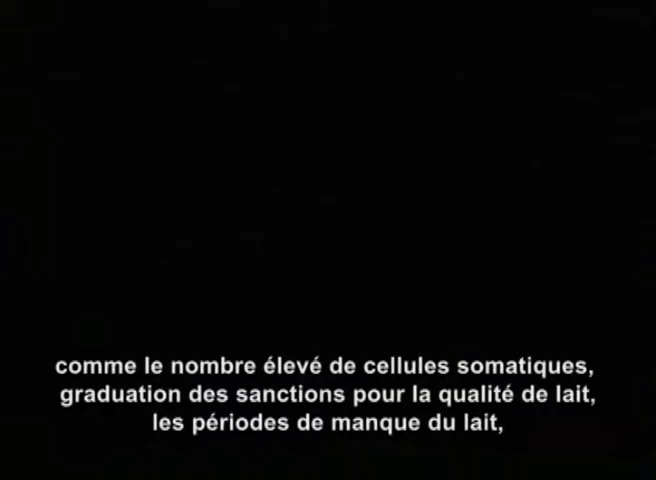 comme le nombre élevé de cellules somatiques,
graduation des sanctions pour la qualité de lait,
les périodes de manque du lait,